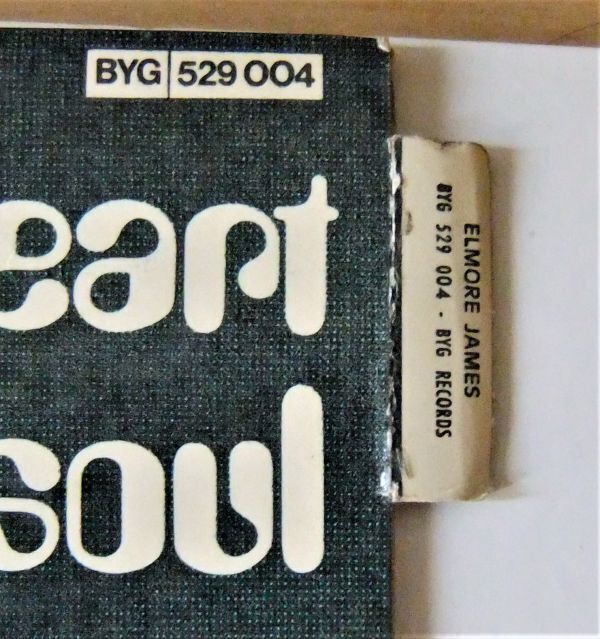 BYG 529 004
eart
soul
ELMORE JAMES
BYG 529 004 - BYG RECORDS